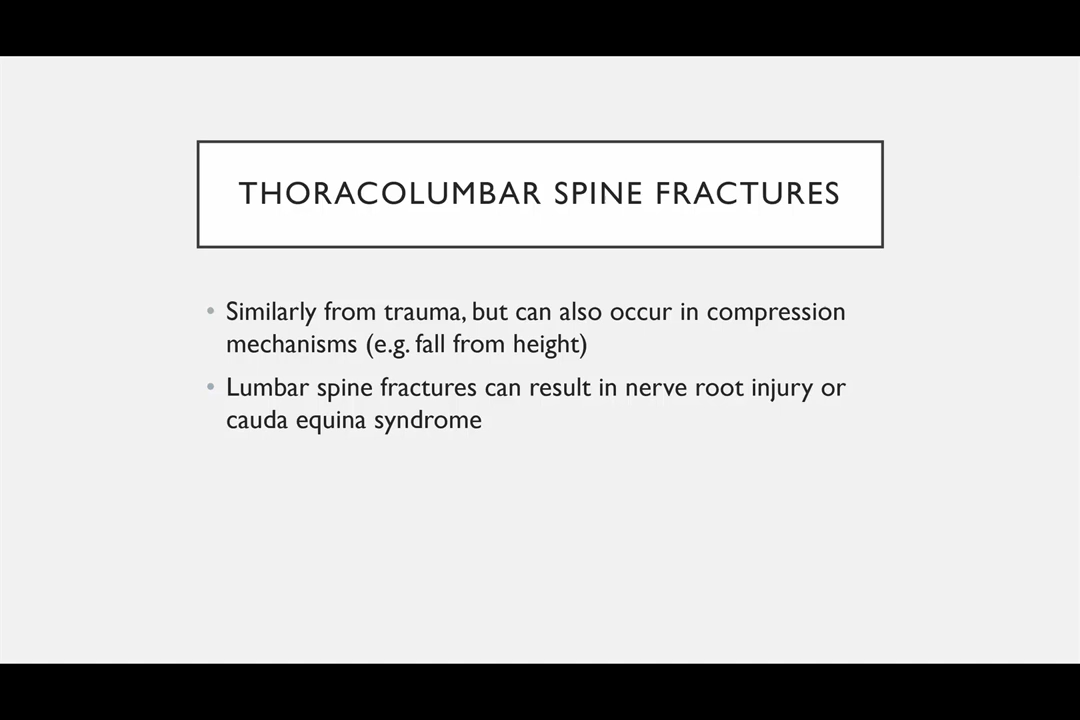 THORACOLUMBAR SPINE FRACTURES
• Similarly from trauma, but can also occur in compression
mechanisms (e.g. fall from height)
• Lumbar spine fractures can result in nerve root injury or
cauda equina syndrome